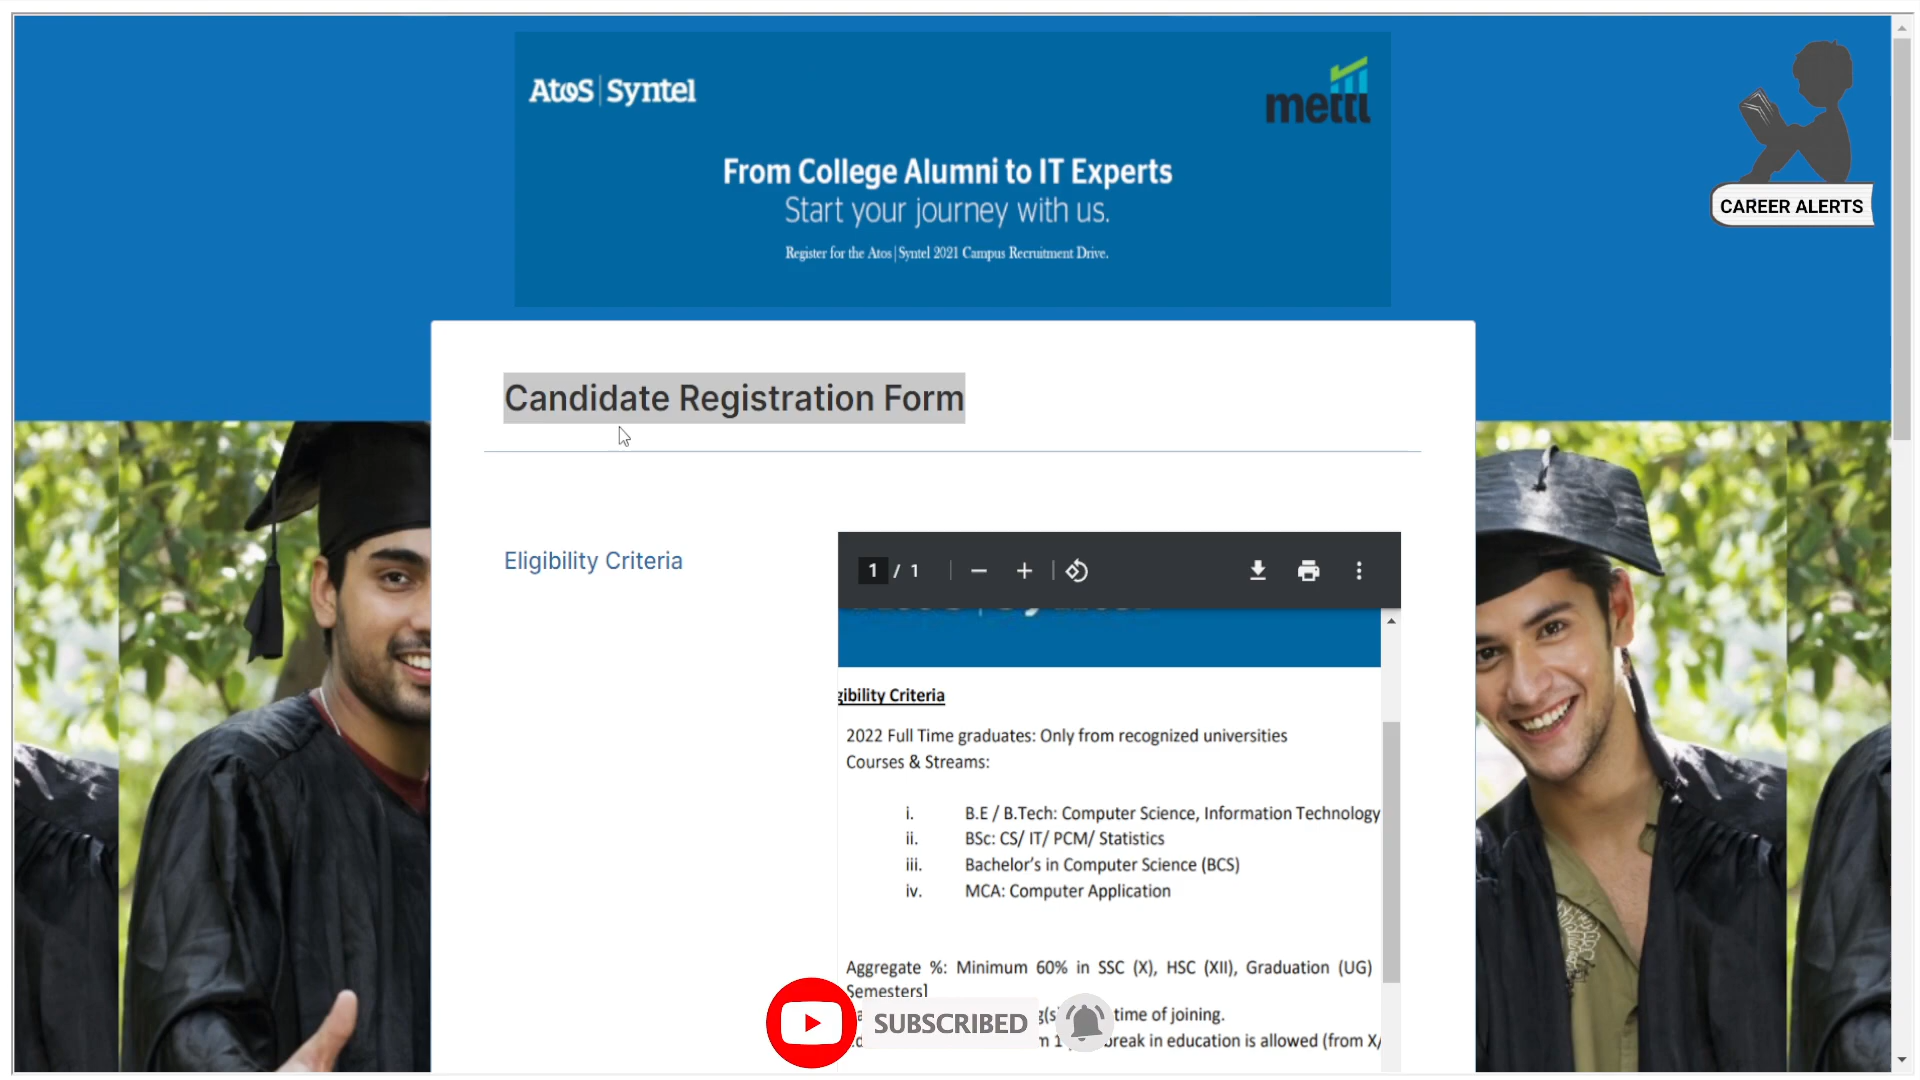 Atos | Syntel
mettl
From College Alumni to IT Experts
Start your journey with us.
Register for the Atos | Syntel 2021 Campus Recruitment Drive.
CAREER ALERTS
Candidate Registration Form
Eligibility Criteria
1 / 1
gibility Criteria
2022 Full Time graduates: Only from recognized universities
Courses & Streams:
i. B.E / B.Tech: Computer Science, Information Technology
ii. BSc: CS/ IT/ PCM/ Statistics
iii. Bachelor's in Computer Science (BCS)
iv. MCA: Computer Application
Aggregate %: Minimum 60% in SSC (X), HSC (XII), Graduation (UG)
Semesters]
time of joining.
break in education is allowed (from X/
SUBSCRIBED